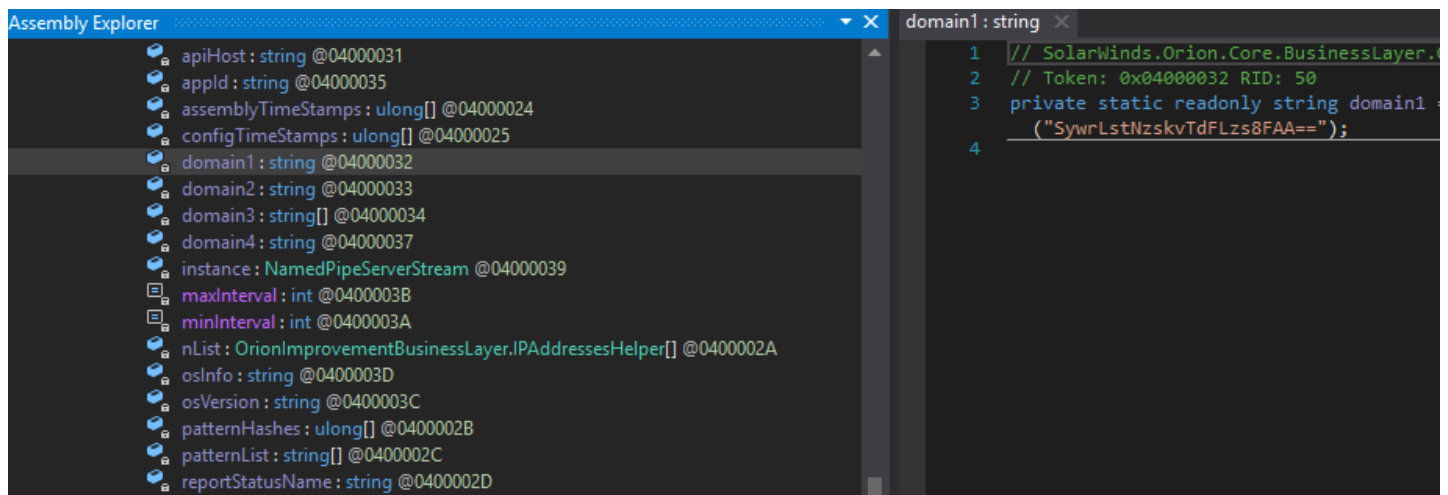 Assembly Explorer
apiHost : string @04000031
appId : string @04000035
assemblyTimeStamps : ulong[] @04000024
configTimeStamps : ulong[] @04000025
domain1 : string @04000032
domain2 : string @04000033
domain3 : string[] @04000034
domain4 : string @04000037
instance : NamedPipeServerStream @04000039
maxInterval : int @0400003B
minInterval : int @0400003A
nList : OrionImprovementBusinessLayer.IPAddressesHelper[] @0400002A
osInfo : string @0400003D
osVersion : string @0400003C
patternHashes : ulong[] @0400002B
patternList : string[] @0400002C
reportStatusName : string @0400002D
domain1 : string
1 // SolarWinds.Orion.Core.BusinessLayer.
2 // Token: 0x04000032 RID: 50
3 private static readonly string domain1 =
("SywrLstNzskvTdFLzs8FAA==");
4